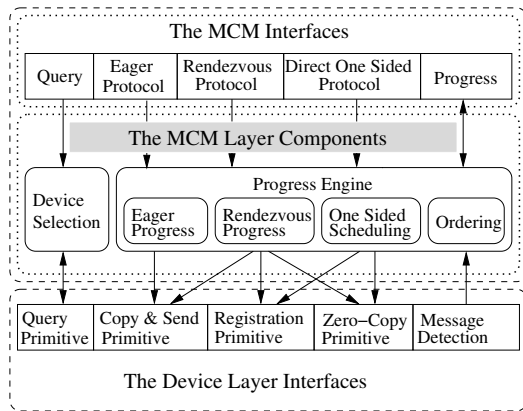 The MCM Interfaces
Query
Eager
Protocol
Rendezvous
Protocol
Direct One Sided
Protocol
Progress
The MCM Layer Components
Device
Selection
Progress Engine
Eager
Progress
Rendezvous
Progress
One Sided
Scheduling
Ordering
Query
Primitive
Copy & Send
Primitive
Registration
Primitive
Zero−Copy
Primitive
Message
Detection
The Device Layer Interfaces